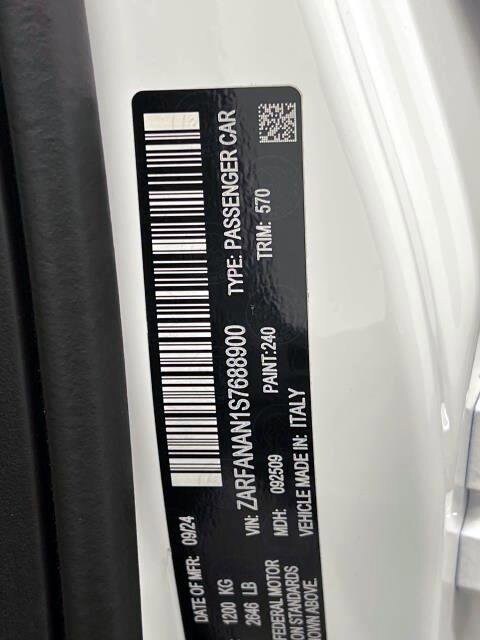 DATE OF MFR: 09/24
1200 KG
2646 LB
FEDERAL MOTOR
ON STANDARDS
OWN ABOVE.
VIN: ZARFANAN1S7688900
TYPE: PASSENGER CAR
MDH: 092509
PAINT:240
TRIM: 570
VEHICLE MADE IN: ITALY